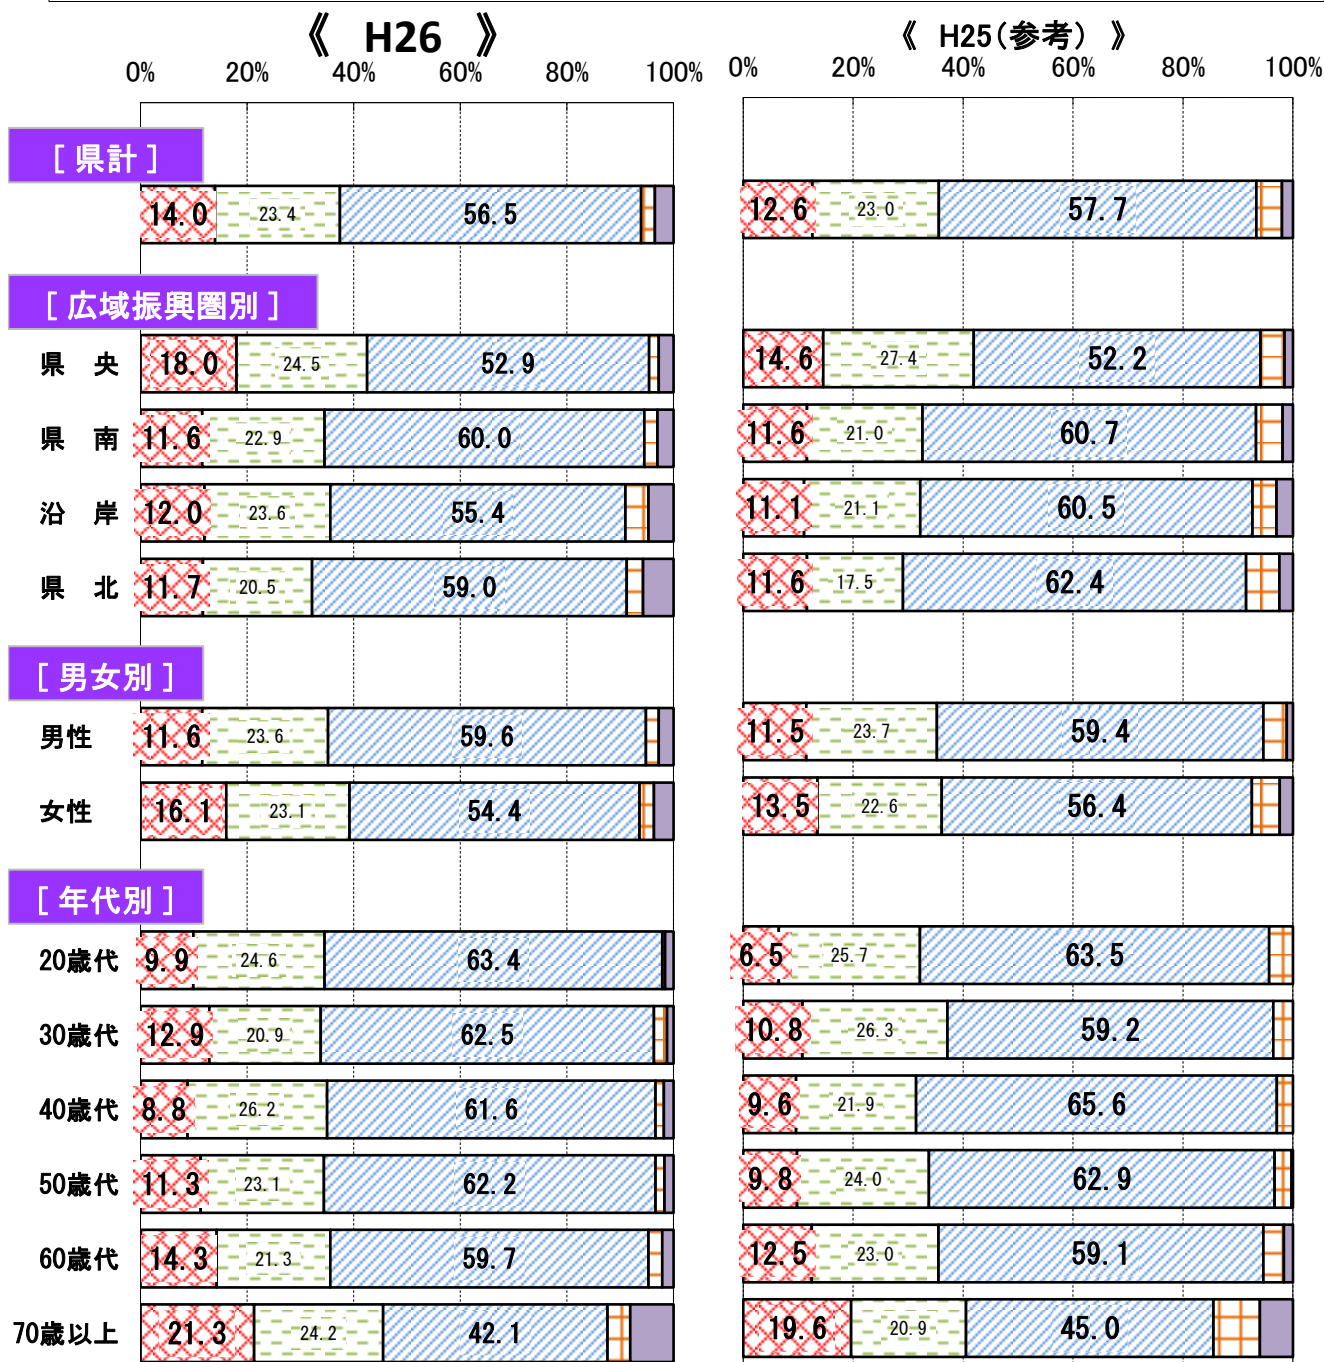 《 H26 》 《 H25(参考) 》
0% 20% 40% 60% 80% 100% 0% 20% 40% 60% 80% 100%
[ 県計 ]
14.0 23.4 56.5 12.6 23.0 57.7
[ 広域振興圏別 ]
県 央 18.0 24.5 52.9 14.6 27.4 52.2
県 南 11.6 22.9 60.0 11.6 21.0 60.7
沿 岸 12.0 23.6 55.4 11.1 21.1 60.5
県 北 11.7 20.5 59.0 11.6 17.5 62.4
[ 男女別 ]
男性 11.6 23.6 59.6 11.5 23.7 59.4
女性 16.1 23.1 54.4 13.5 22.6 56.4
[ 年代別 ]
20歳代 9.9 24.6 63.4 6.5 25.7 63.5
30歳代 12.9 20.9 62.5 10.8 26.3 59.2
40歳代 8.8 26.2 61.6 9.6 21.9 65.6
50歳代 11.3 23.1 62.2 9.8 24.0 62.9
60歳代 14.3 21.3 59.7 12.5 23.0 59.1
70歳以上 21.3 24.2 42.1 19.6 20.9 45.0